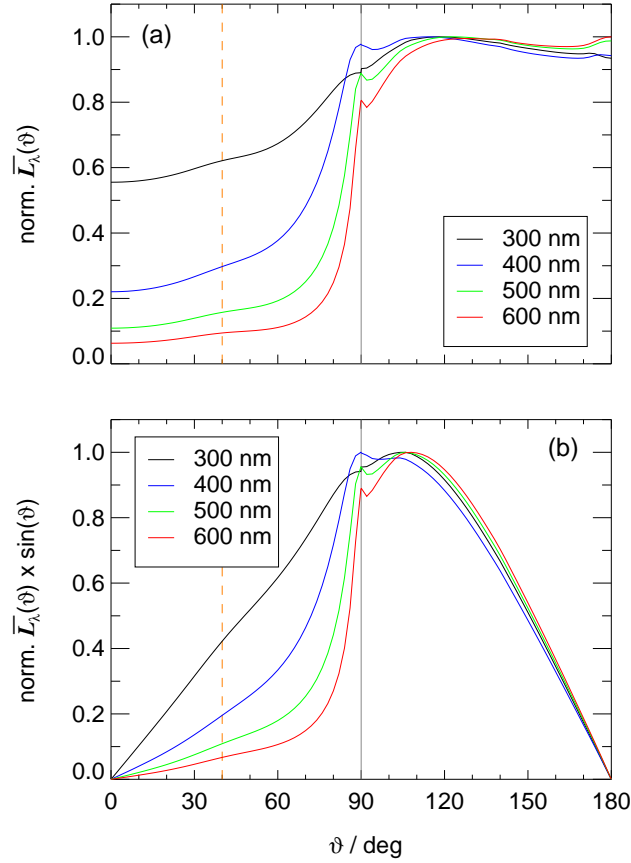 (a)
norm. L̅λ(ϑ)
1.0
0.8
0.6
0.4
0.2
0.0
300 nm
400 nm
500 nm
600 nm
(b)
norm. L̅λ(ϑ) x sin(ϑ)
1.0
0.8
0.6
0.4
0.2
0.0
300 nm
400 nm
500 nm
600 nm
0 30 60 90 120 150 180
ϑ / deg